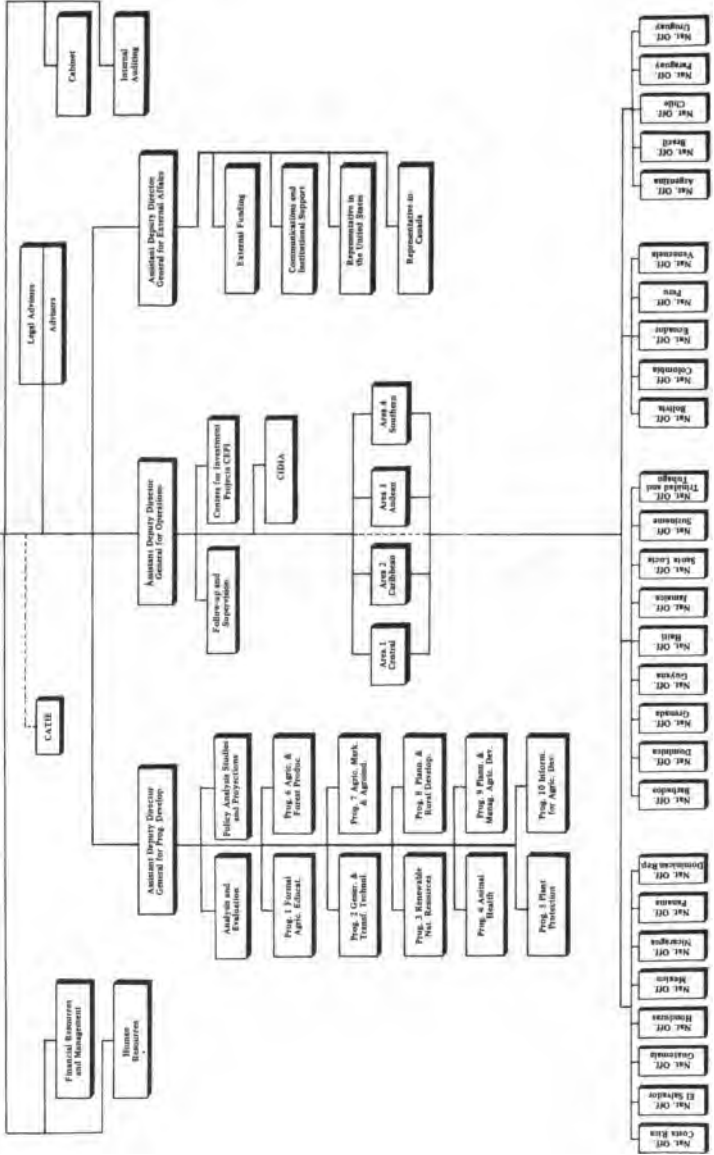 Financial Resources
and Management
Human
Resources
CATIE
Legal Advisers
Advisers
Cabinet
Internal
Auditing
Assistant Deputy Director
General for Prog. Develop.
Analysis and
Evaluation
Policy Analysis Studies
and Proyections
Prog. 1 Formal
Agric. Educat.
Prog. 6 Agric. &
Forest Produc.
Prog. 2 Gener. &
Transf. Technol.
Prog. 7 Agric. Mark.
& Agroind.
Prog. 3 Renewable
Nat. Resources
Prog. 8 Plann. &
Rural Develop.
Prog. 4 Animal
Health
Prog. 9 Plann. &
Manag. Agric. Dev.
Prog. 5 Plant
Protection
Prog. 10 Inform.
for Agric. Dev.
Assistant Deputy Director
General for Operations
Follow-up and
Supervision
Centers for Investment
Projects CEPI
CIDIA
Area 1
Central
Area 2
Caribbean
Area 3
Andean
Area 4
Southern
Assistant Deputy Director
General for External Affairs
External Funding
Communications and
Institutional Support
Representative in
the United States
Representative in
Canada
Nat. Off.
Costa Rica
Nat. Off.
El Salvador
Nat. Off.
Guatemala
Nat. Off.
Honduras
Nat. Off.
Mexico
Nat. Off.
Nicaragua
Nat. Off.
Panama
Nat. Off.
Dominican Rep
Nat. Off.
Barbados
Nat. Off.
Dominica
Nat. Off.
Grenada
Nat. Off.
Guyana
Nat. Off.
Haiti
Nat. Off.
Jamaica
Nat. Off.
Santa Lucia
Nat. Off.
Suriname
Nat. Off.
Trinidad and
Tobago
Nat. Off.
Bolivia
Nat. Off.
Colombia
Nat. Off.
Ecuador
Nat. Off.
Peru
Nat. Off.
Venezuela
Nat. Off.
Argentina
Nat. Off.
Brazil
Nat. Off.
Chile
Nat. Off.
Paraguay
Nat. Off.
Uruguay